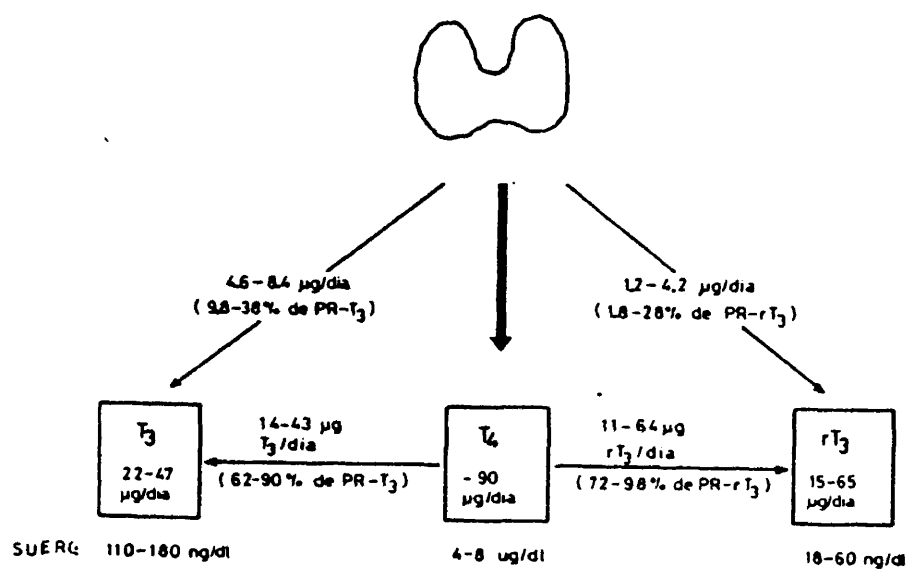 4.6-8.4 µg/dia
(9.8-38% de PR-T3)
1.2-4.2 µg/dia
(1.8-28% de PR-rT3)
T3
22-47
µg/dia
14-43 µg
T3/dia
(62-90% de PR-T3)
T4
-90
µg/dia
11-64 µg
rT3/dia
(72-98% de PR-rT3)
rT3
15-65
µg/dia
110-180 ng/dl
4-8 ug/dl
18-60 ng/dl